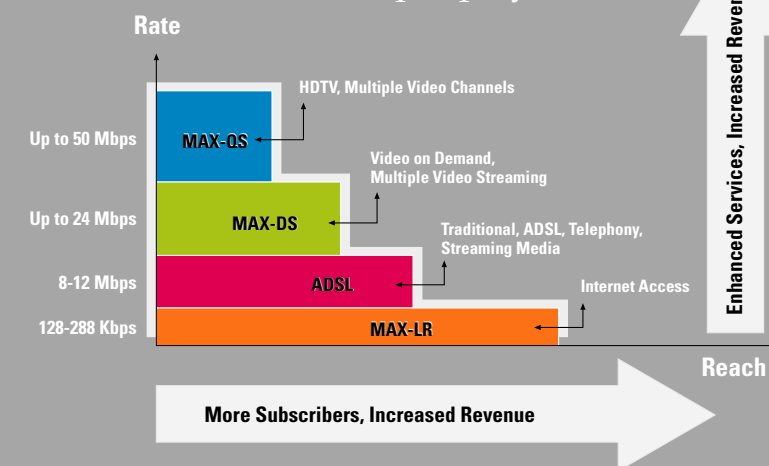 Rate
HDTV, Multiple Video Channels
Up to 50 Mbps
MAX-QS
Video on Demand,
Multiple Video Streaming
Up to 24 Mbps
MAX-DS
Traditional, ADSL, Telephony,
Streaming Media
8-12 Mbps
ADSL
Internet Access
128-288 Kbps
MAX-LR
Reach
More Subscribers, Increased Revenue
Enhanced Services, Increased